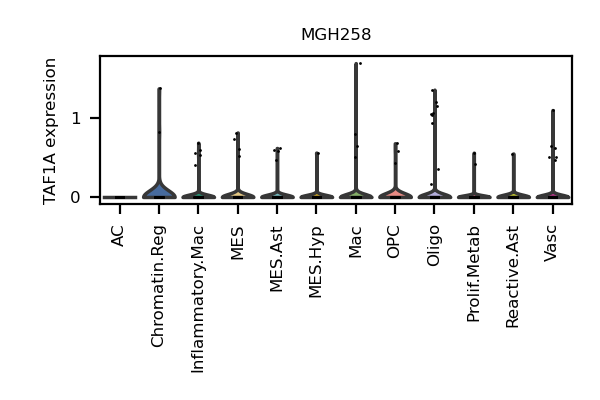 MGH258
TAF1A expression
1
0
AC
Chromatin.Reg
Inflammatory.Mac
MES
MES.Ast
MES.Hyp
Mac
OPC
Oligo
Prolif.Metab
Reactive.Ast
Vasc